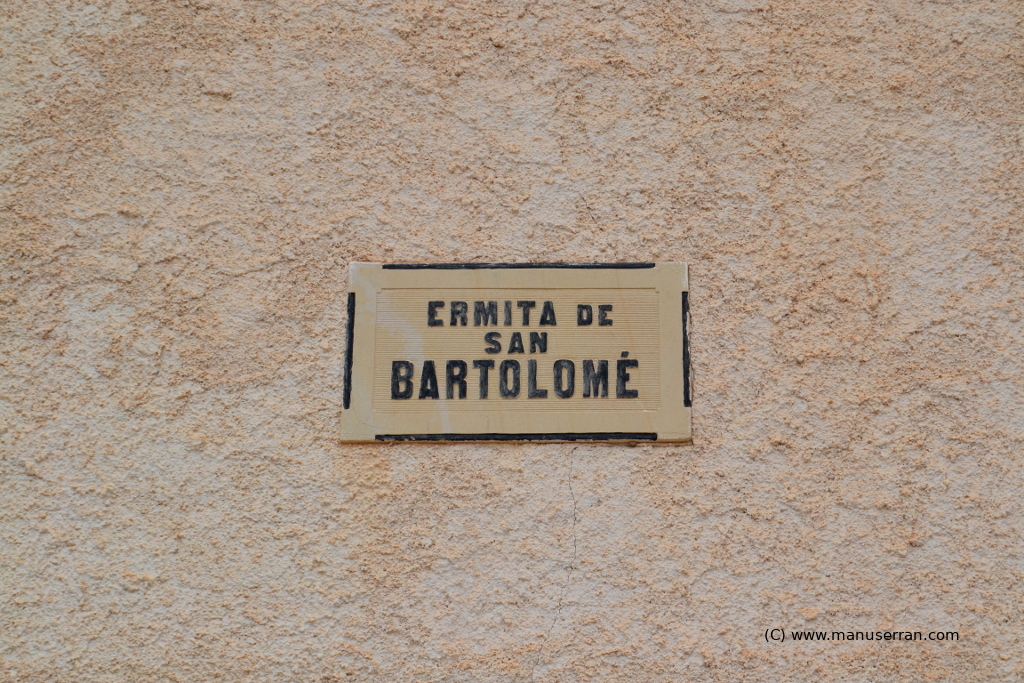 ERMITA DE
SAN
BARTOLOMÉ
(C) www.manuserran.com